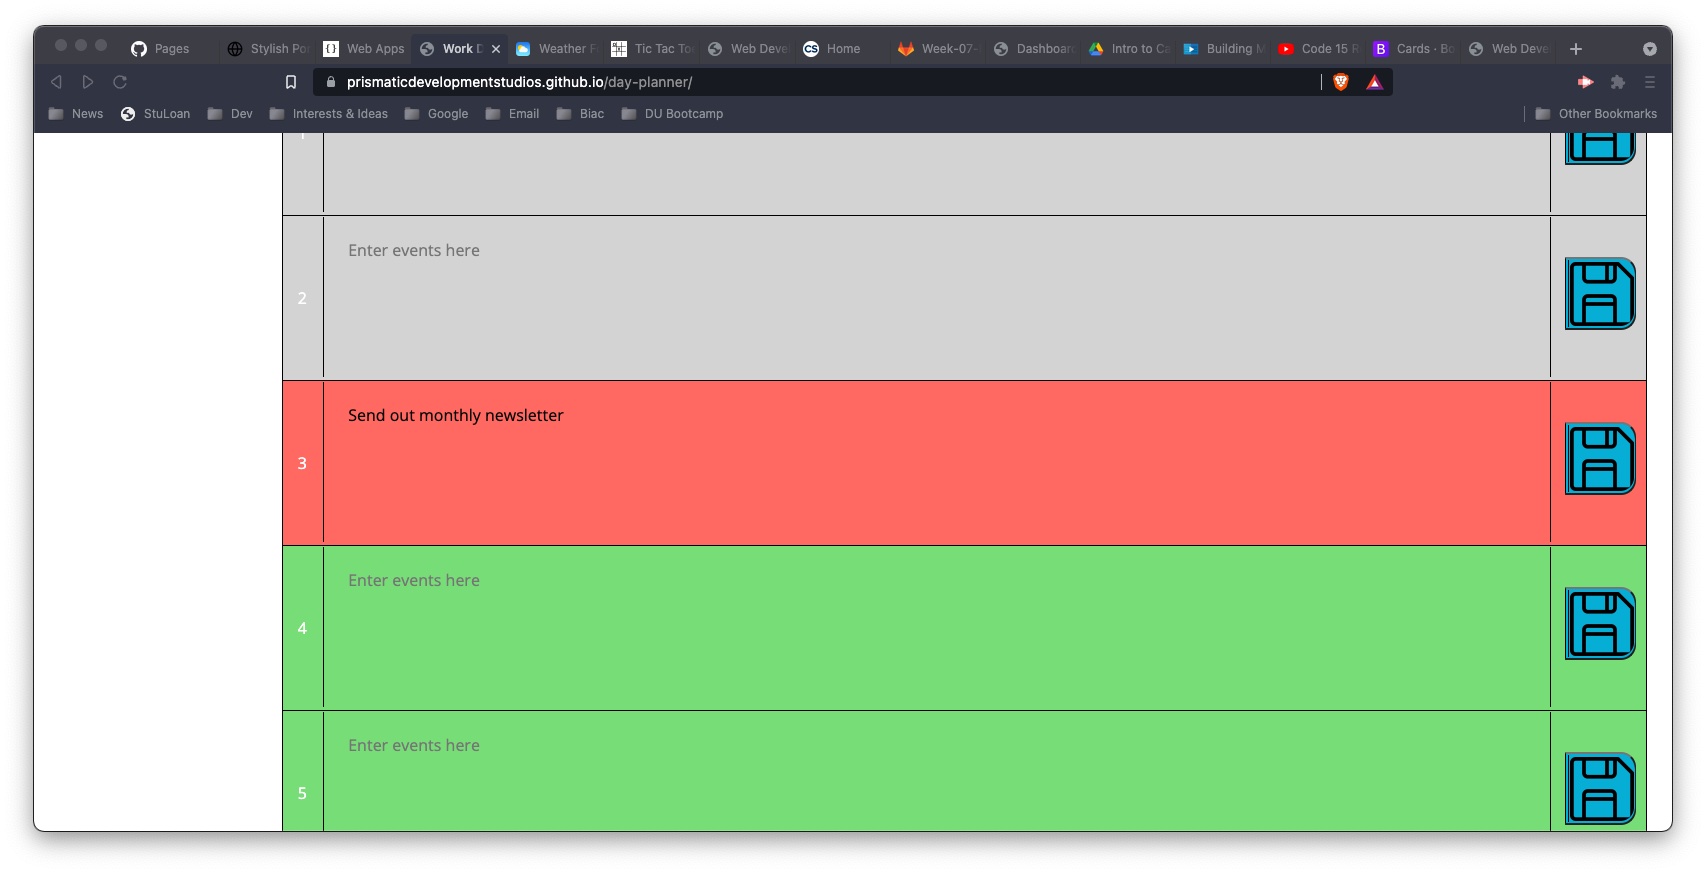 Pages Stylish Po Web Apps Work D Weather F Tic Tac To Web Deve CS Home Week-07- Dashboar Intro to Ca Building M Code 15 R B Cards · Bo Web Deve
prismaticdevelopmentstudios.github.io/day-planner/
News StuLoan Dev Interests & Ideas Google Email Biac DU Bootcamp Other Bookmarks
Enter events here
2
Send out monthly newsletter
3
Enter events here
4
Enter events here
5